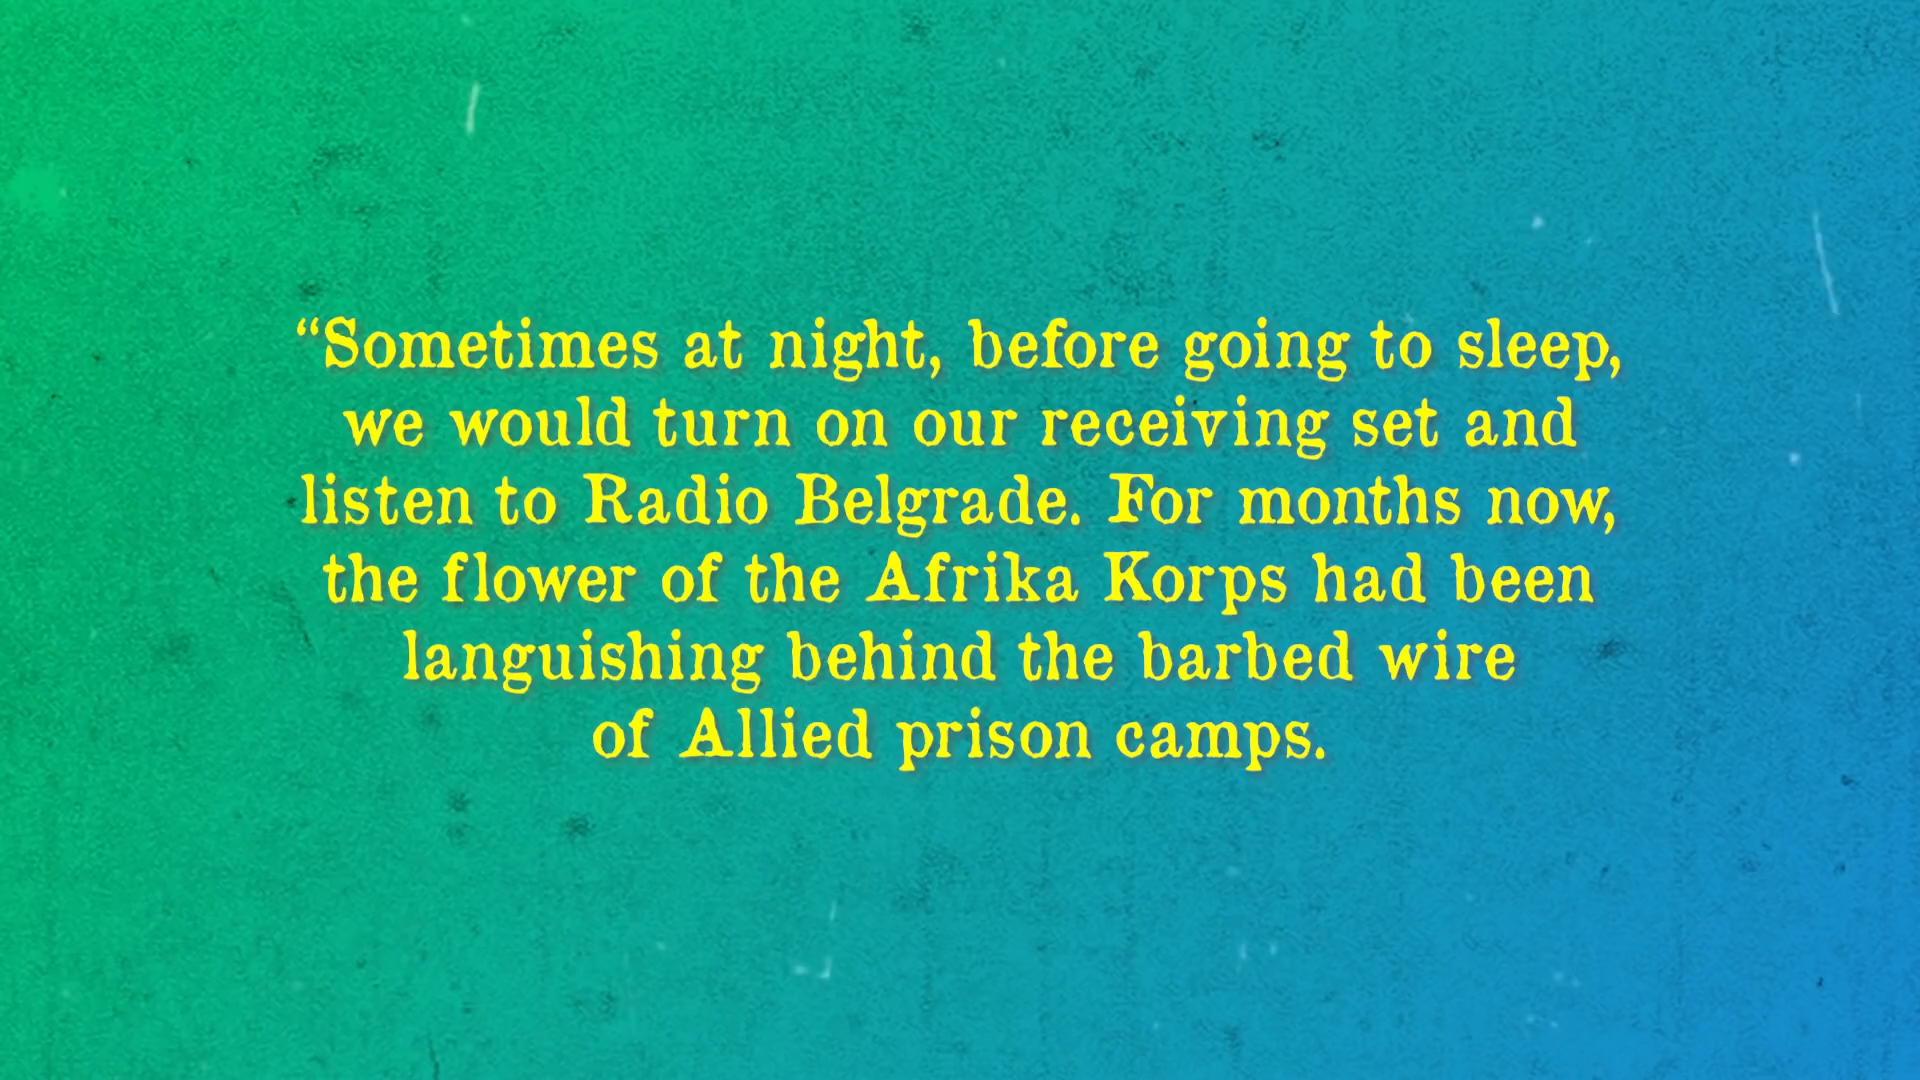 “Sometimes at night, before going to sleep,
we would turn on our receiving set and
listen to Radio Belgrade. For months now,
the flower of the Afrika Korps had been
languishing behind the barbed wire
of Allied prison camps.